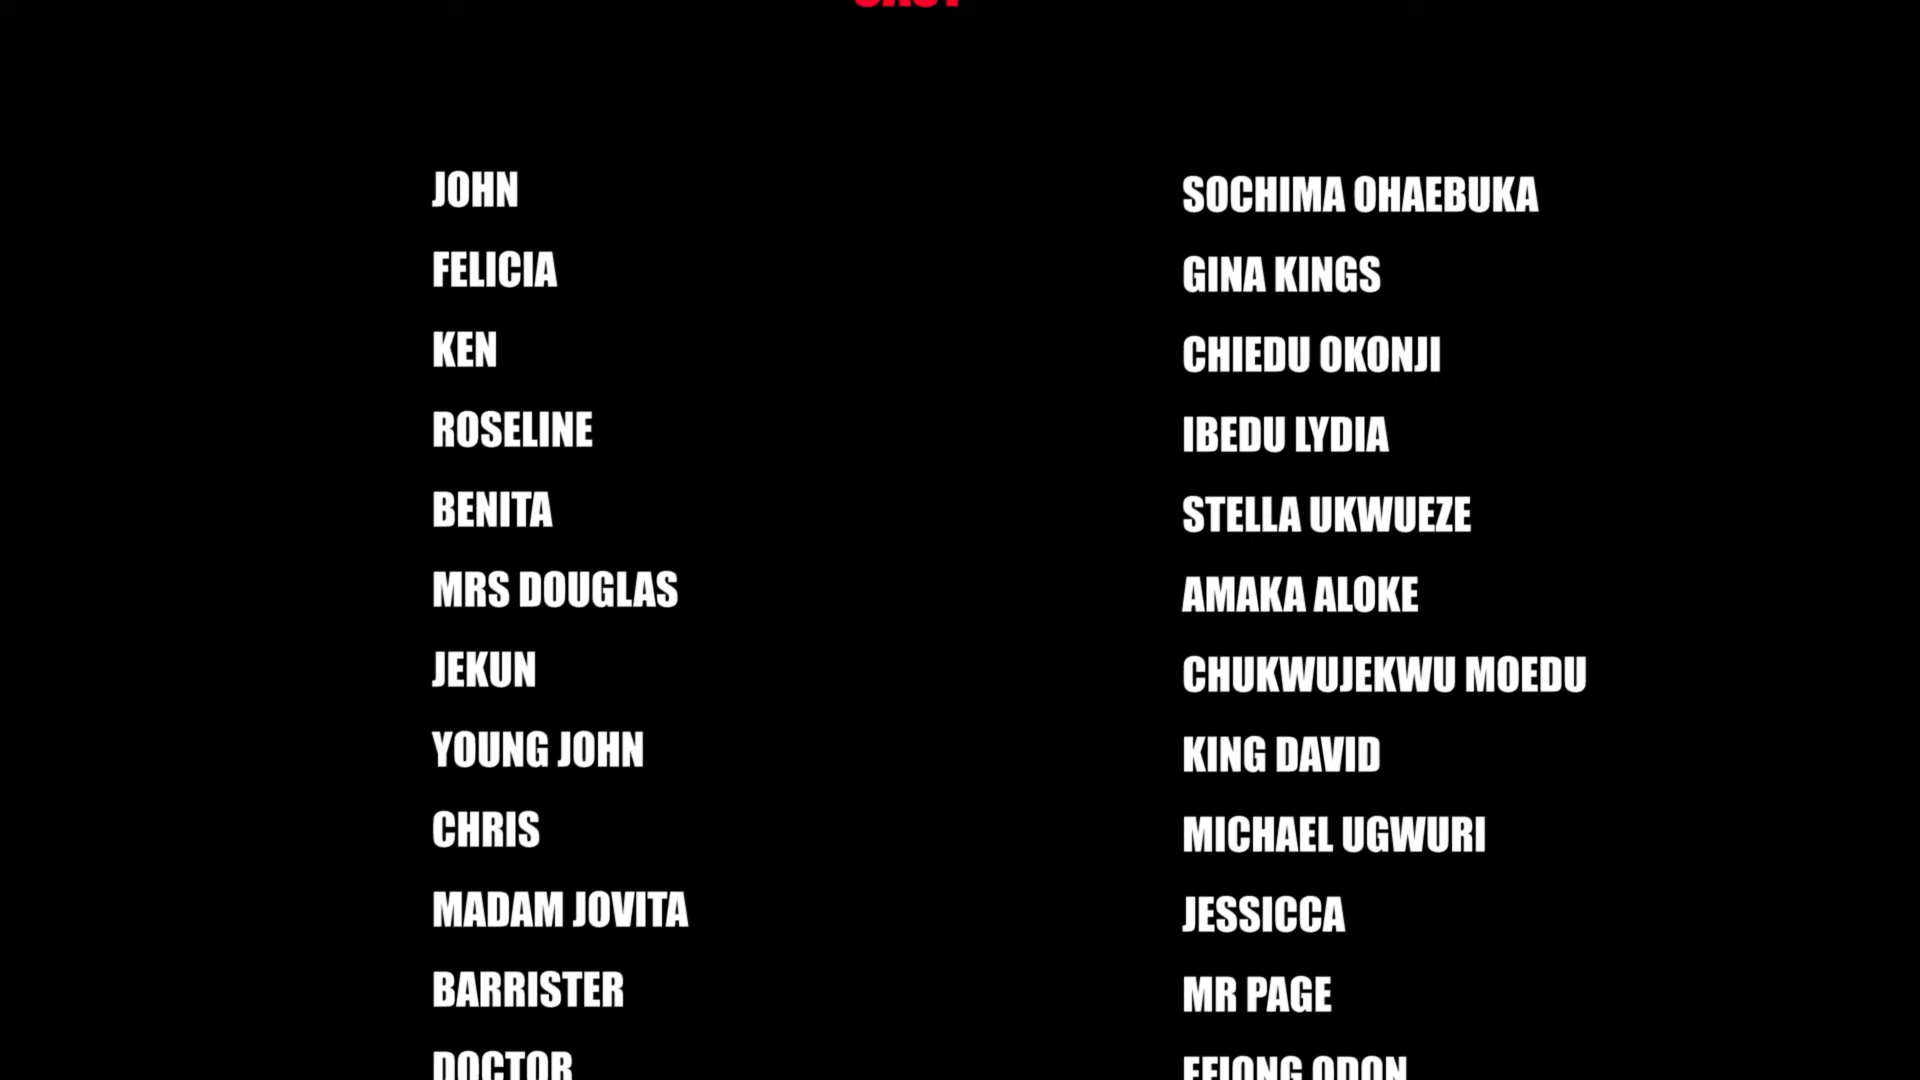 CAST
JOHN SOCHIMA OHAEBUKA
FELICIA GINA KINGS
KEN CHIEDU OKONJI
ROSELINE IBEDU LYDIA
BENITA STELLA UKWUEZE
MRS DOUGLAS AMAKA ALOKE
JEKUN CHUKWUJEKWU MOEDU
YOUNG JOHN KING DAVID
CHRIS MICHAEL UGWURI
MADAM JOVITA JESSICCA
BARRISTER MR PAGE
DOCTOR